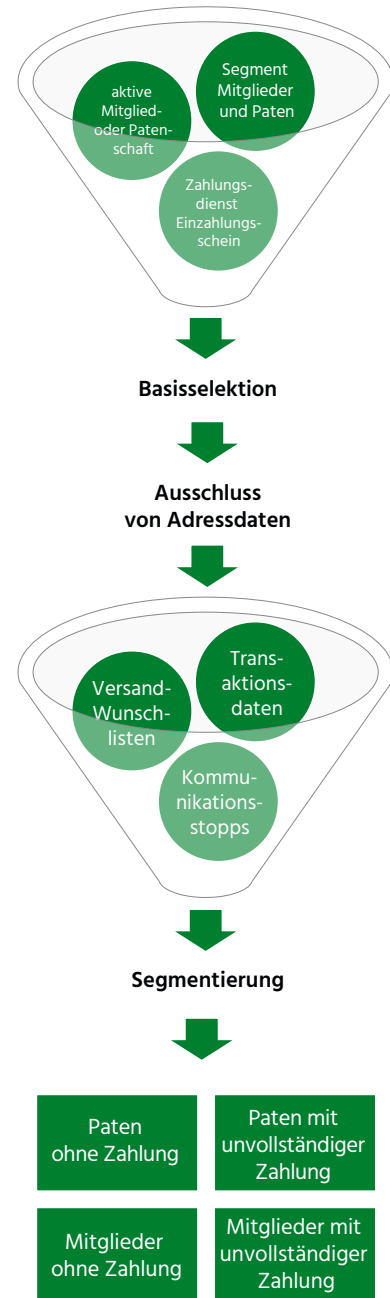 aktive
Mitglied-
oder Paten-
schaft
Segment
Mitglieder
und Paten
Zahlungs-
dienst
Einzahlungs-
schein
Basisselektion
Ausschluss
von Adressdaten
Versand-
Wunsch-
listen
Trans-
aktions-
daten
Kommu-
nikations-
stopps
Segmentierung
Paten
ohne Zahlung
Paten mit
unvollständiger
Zahlung
Mitglieder
ohne Zahlung
Mitglieder mit
unvollständiger
Zahlung